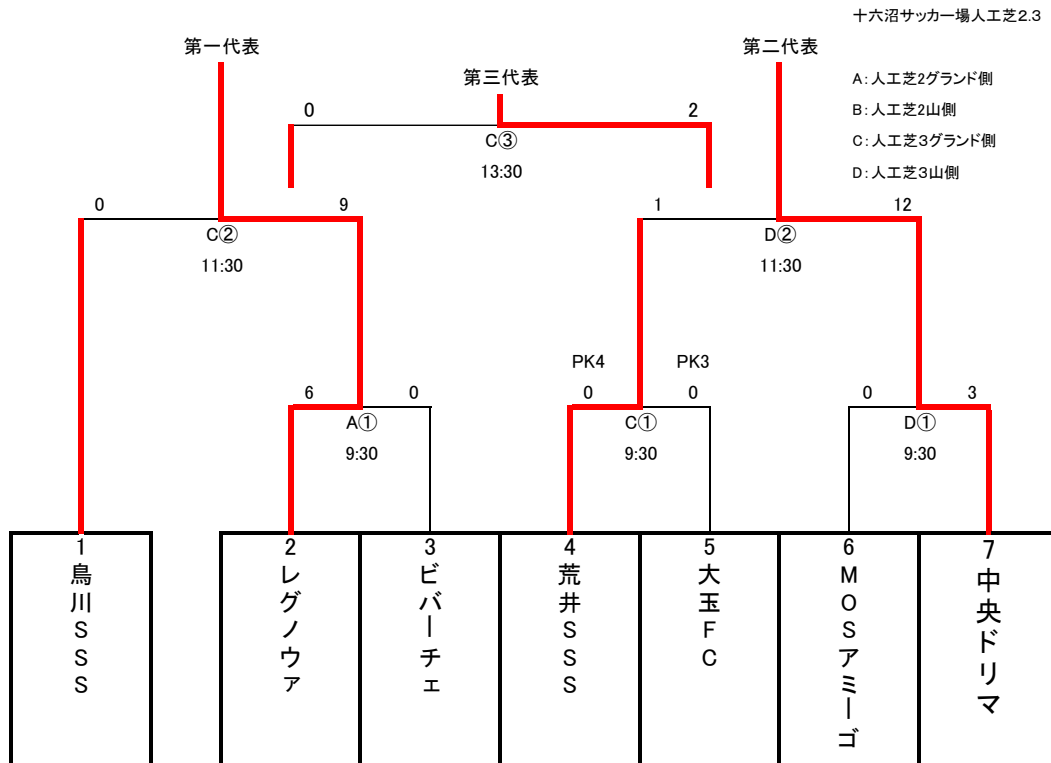 十六沼サッカー場人工芝2.3
第一代表
第二代表
第三代表
A：人工芝2グランド側
B：人工芝2山側
C：人工芝3グランド側
D：人工芝3山側
0
2
C③
13:30
0
9
1
12
C②
D②
11:30
11:30
PK4
PK3
6
0
0
0
0
3
A①
C①
D①
9:30
9:30
9:30
1
2
3
4
5
6
7
鳥川SSS
レグノウァ
ビバーチェ
荒井SSS
大玉FC
MOSアミーゴ
中央ドリマ